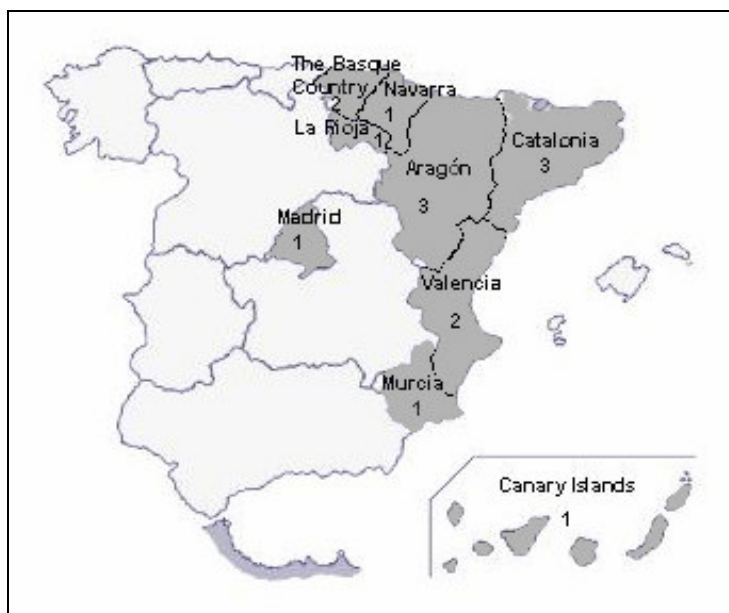 The Basque
Country
2
Navarra
1
La Rioja
1
Catalonia
3
Aragón
3
Madrid
1
Valencia
2
Murcia
1
Canary Islands
1